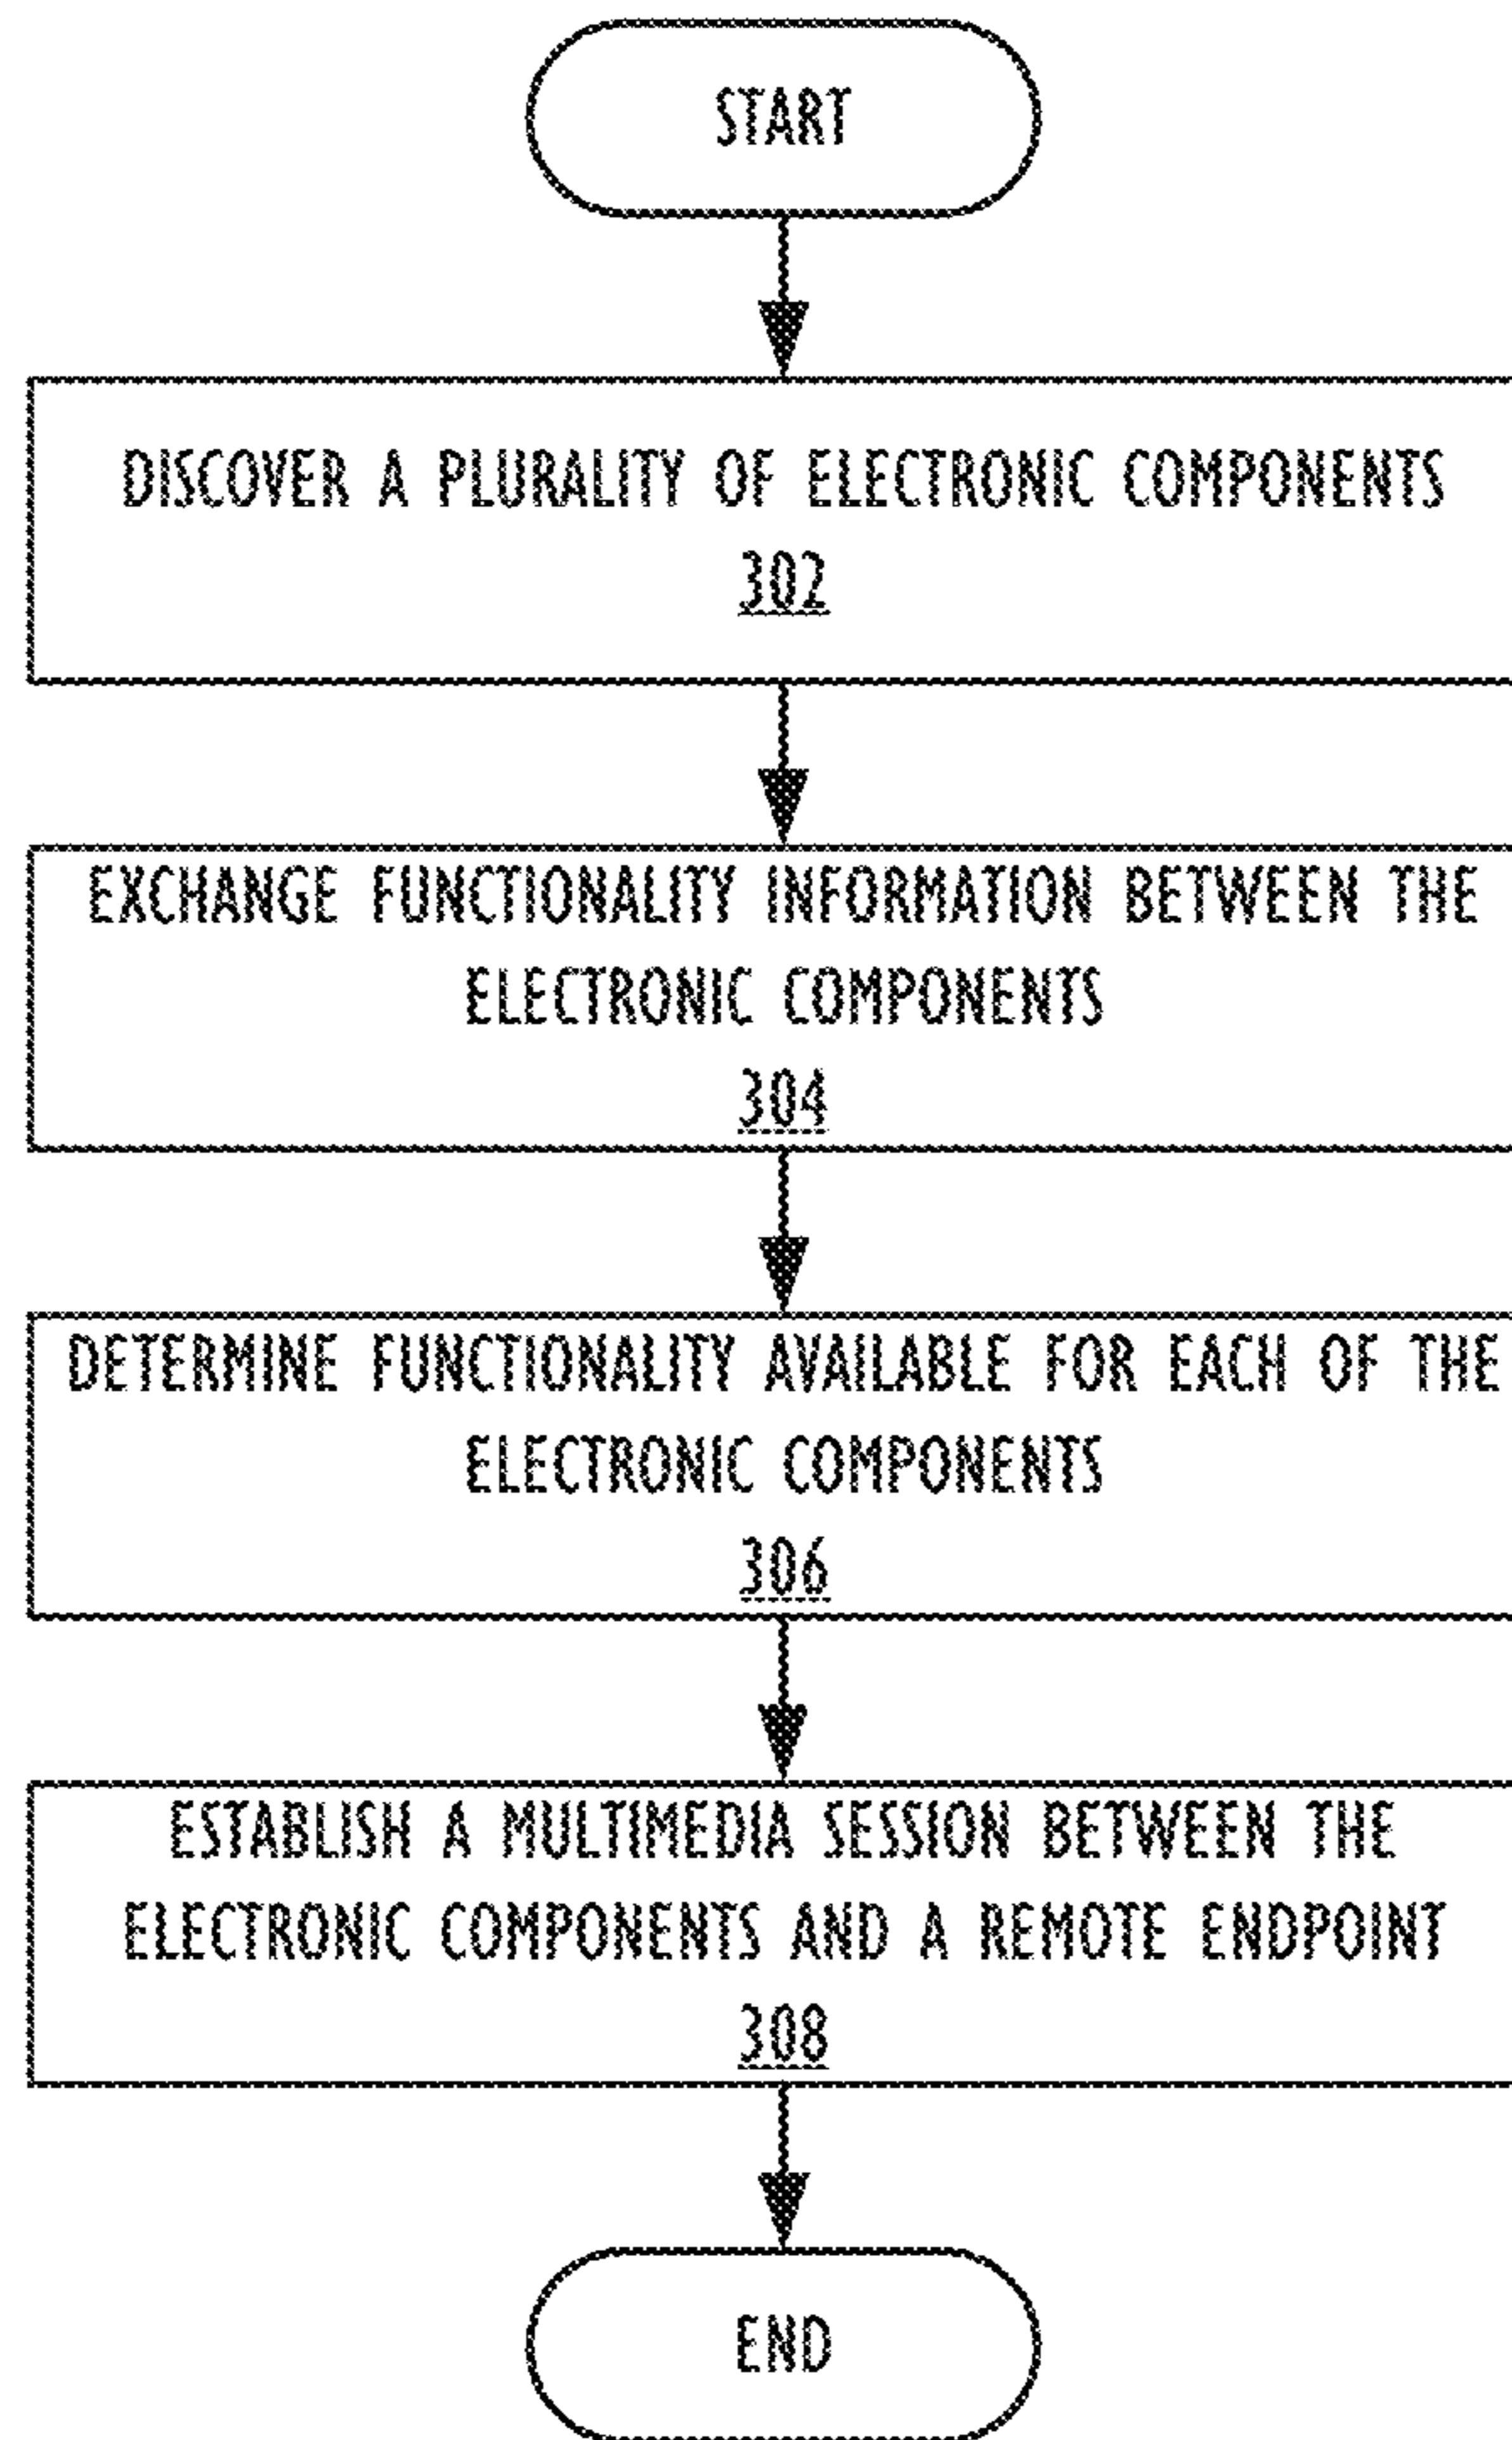 START
DISCOVER A PLURALITY OF ELECTRONIC COMPONENTS
302
EXCHANGE FUNCTIONALITY INFORMATION BETWEEN THE
ELECTRONIC COMPONENTS
304
DETERMINE FUNCTIONALITY AVAILABLE FOR EACH OF THE
ELECTRONIC COMPONENTS
306
ESTABLISH A MULTIMEDIA SESSION BETWEEN THE
ELECTRONIC COMPONENTS AND A REMOTE ENDPOINT
308
END